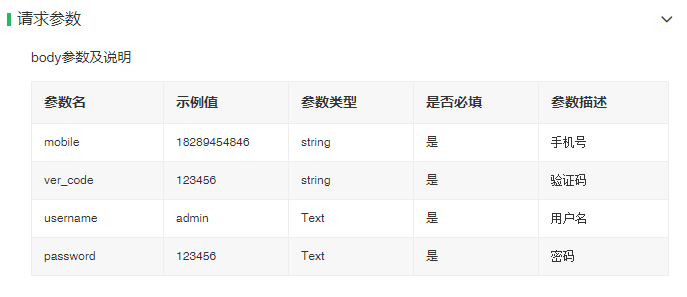 请求参数
body参数及说明
参数名 示例值 参数类型 是否必填 参数描述
mobile 18289454846 string 是 手机号
ver_code 123456 string 是 验证码
username admin Text 是 用户名
password 123456 Text 是 密码